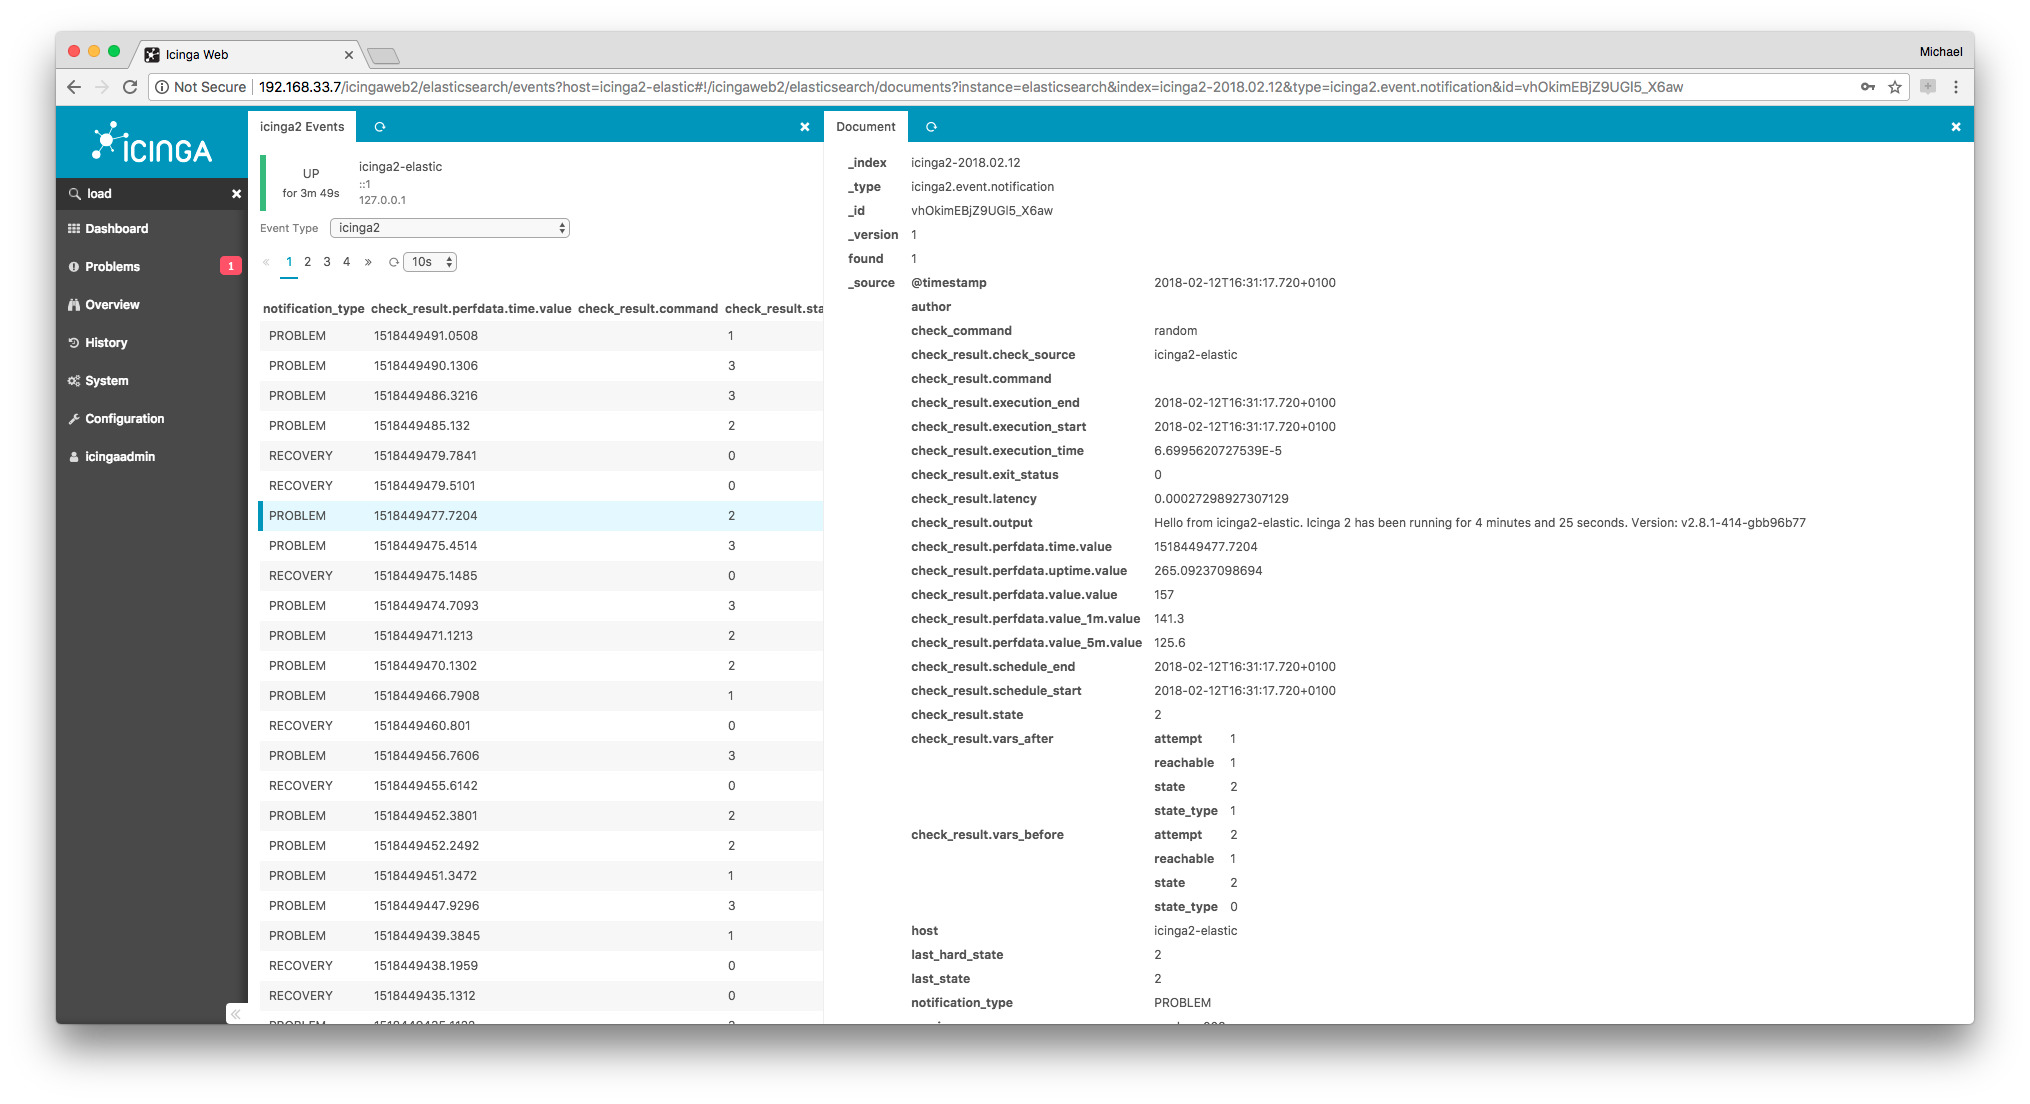 Icinga Web
Michael
Not Secure 192.168.33.7/icingaweb2/elasticsearch/events?host=icinga2-elastic#!/icingaweb2/elasticsearch/documents?instance=elasticsearch&index=icinga2-2018.02.12&type=icinga2.event.notification&id=vhOkimEBjZ9UGl5_X6aw
ICINGA
load
Dashboard
Problems 1
Overview
History
System
Configuration
icingaadmin
icinga2 Events
UP
for 3m 49s
icinga2-elastic
::1
127.0.0.1
Event Type icinga2
« 1 2 3 4 » 10s
notification_type check_result.perfdata.time.value check_result.command check_result.sta
PROBLEM 1518449491.0508 1
PROBLEM 1518449490.1306 3
PROBLEM 1518449486.3216 3
PROBLEM 1518449485.132 2
RECOVERY 1518449479.7841 0
RECOVERY 1518449479.5101 0
PROBLEM 1518449477.7204 2
PROBLEM 1518449475.4514 3
RECOVERY 1518449475.1485 0
PROBLEM 1518449474.7093 3
PROBLEM 1518449471.1213 2
PROBLEM 1518449470.1302 2
PROBLEM 1518449466.7908 1
RECOVERY 1518449460.801 0
PROBLEM 1518449456.7606 3
RECOVERY 1518449455.6142 0
PROBLEM 1518449452.3801 2
PROBLEM 1518449452.2492 2
PROBLEM 1518449451.3472 1
PROBLEM 1518449447.9296 3
PROBLEM 1518449439.3845 1
RECOVERY 1518449438.1959 0
RECOVERY 1518449435.1312 0
Document
_index icinga2-2018.02.12
_type icinga2.event.notification
_id vhOkimEBjZ9UGl5_X6aw
_version 1
found 1
_source @timestamp 2018-02-12T16:31:17.720+0100
author
check_command random
check_result.check_source icinga2-elastic
check_result.command
check_result.execution_end 2018-02-12T16:31:17.720+0100
check_result.execution_start 2018-02-12T16:31:17.720+0100
check_result.execution_time 6.6995620727539E-5
check_result.exit_status 0
check_result.latency 0.00027298927307129
check_result.output Hello from icinga2-elastic. Icinga 2 has been running for 4 minutes and 25 seconds. Version: v2.8.1-414-gbb96b77
check_result.perfdata.time.value 1518449477.7204
check_result.perfdata.uptime.value 265.09237098694
check_result.perfdata.value.value 157
check_result.perfdata.value_1m.value 141.3
check_result.perfdata.value_5m.value 125.6
check_result.schedule_end 2018-02-12T16:31:17.720+0100
check_result.schedule_start 2018-02-12T16:31:17.720+0100
check_result.state 2
check_result.vars_after attempt 1
reachable 1
state 2
state_type 1
check_result.vars_before attempt 2
reachable 1
state 2
state_type 0
host icinga2-elastic
last_hard_state 2
last_state 2
notification_type PROBLEM